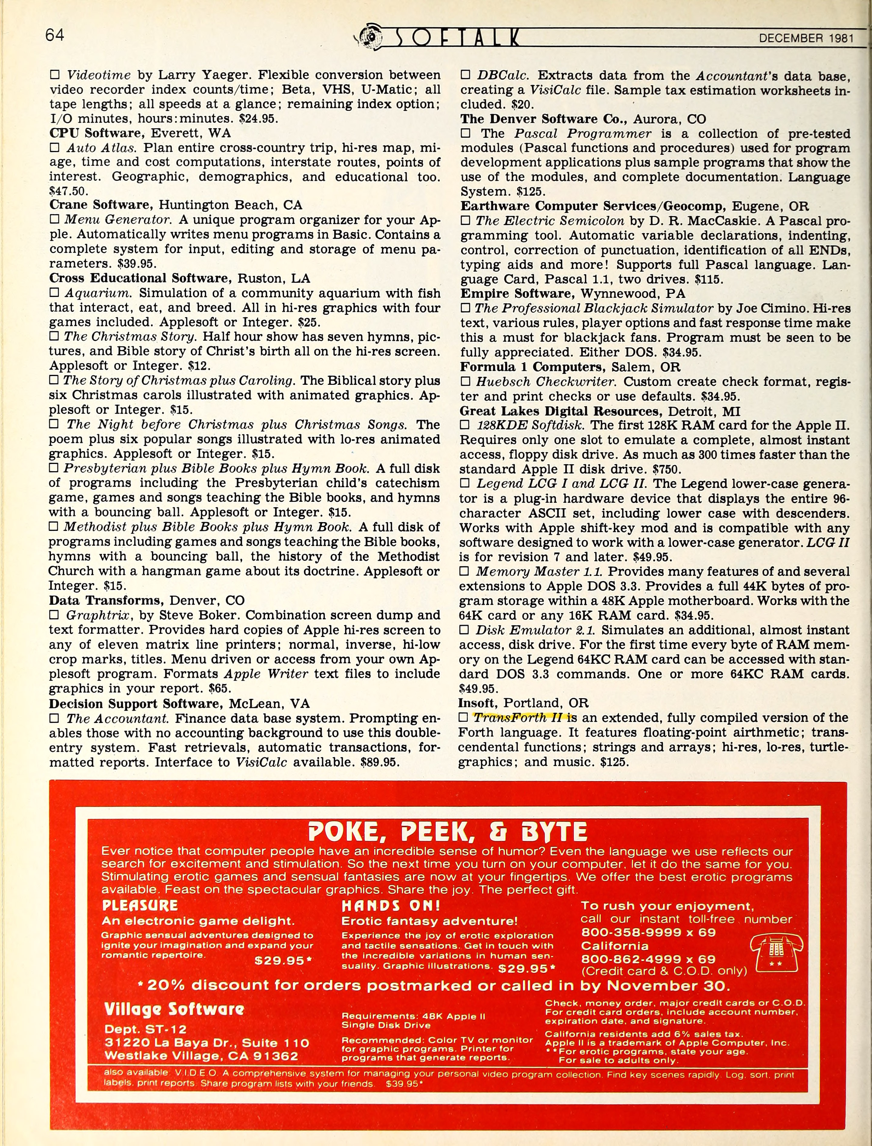 64
SOFTALK
DECEMBER 1981
☐ Videotime by Larry Yaeger. Flexible conversion between
video recorder index counts/time; Beta, VHS, U-Matic; all
tape lengths; all speeds at a glance; remaining index option;
I/O minutes, hours:minutes. $24.95.
CPU Software, Everett, WA
☐ Auto Atlas. Plan entire cross-country trip, hi-res map, mi-
age, time and cost computations, interstate routes, points of
interest. Geographic, demographics, and educational too.
$47.50.
Crane Software, Huntington Beach, CA
☐ Menu Generator. A unique program organizer for your Ap-
ple. Automatically writes menu programs in Basic. Contains a
complete system for input, editing and storage of menu pa-
rameters. $39.95.
Cross Educational Software, Ruston, LA
☐ Aquarium. Simulation of a community aquarium with fish
that interact, eat, and breed. All in hi-res graphics with four
games included. Applesoft or Integer. $25.
☐ The Christmas Story. Half hour show has seven hymns, pic-
tures, and Bible story of Christ's birth all on the hi-res screen.
Applesoft or Integer. $12.
☐ The Story of Christmas plus Caroling. The Biblical story plus
six Christmas carols illustrated with animated graphics. Ap-
plesoft or Integer. $15.
☐ The Night before Christmas plus Christmas Songs. The
poem plus six popular songs illustrated with lo-res animated
graphics. Applesoft or Integer. $15.
☐ Presbyterian plus Bible Books plus Hymn Book. A full disk
of programs including the Presbyterian child's catechism
game, games and songs teaching the Bible books, and hymns
with a bouncing ball. Applesoft or Integer. $15.
☐ Methodist plus Bible Books plus Hymn Book. A full disk of
programs including games and songs teaching the Bible books,
hymns with a bouncing ball, the history of the Methodist
Church with a hangman game about its doctrine. Applesoft or
Integer. $15.
Data Transforms, Denver, CO
☐ Graphtrix, by Steve Boker. Combination screen dump and
text formatter. Provides hard copies of Apple hi-res screen to
any of eleven matrix line printers; normal, inverse, hi-low
crop marks, titles. Menu driven or access from your own Ap-
plesoft program. Formats Apple Writer text files to include
graphics in your report. $65.
Decision Support Software, McLean, VA
☐ The Accountant. Finance data base system. Prompting en-
ables those with no accounting background to use this double-
entry system. Fast retrievals, automatic transactions, for-
matted reports. Interface to VisiCalc available. $89.95.
☐ DBCalc. Extracts data from the Accountant's data base,
creating a VisiCalc file. Sample tax estimation worksheets in-
cluded. $20.
The Denver Software Co., Aurora, CO
☐ The Pascal Programmer is a collection of pre-tested
modules (Pascal functions and procedures) used for program
development applications plus sample programs that show the
use of the modules, and complete documentation. Language
System. $125.
Earthware Computer Services/Geocomp, Eugene, OR
☐ The Electric Semicolon by D. R. MacCaskie. A Pascal pro-
gramming tool. Automatic variable declarations, indenting,
control, correction of punctuation, identification of all ENDs,
typing aids and more! Supports full Pascal language. Lan-
guage Card, Pascal 1.1, two drives. $115.
Empire Software, Wynnewood, PA
☐ The Professional Blackjack Simulator by Joe Cimino. Hi-res
text, various rules, player options and fast response time make
this a must for blackjack fans. Program must be seen to be
fully appreciated. Either DOS. $34.95.
Formula 1 Computers, Salem, OR
☐ Huebsch Checkwriter. Custom create check format, regis-
ter and print checks or use defaults. $34.95.
Great Lakes Digital Resources, Detroit, MI
☐ 128KDE Softdisk. The first 128K RAM card for the Apple II.
Requires only one slot to emulate a complete, almost instant
access, floppy disk drive. As much as 300 times faster than the
standard Apple II disk drive. $750.
☐ Legend LCG I and LCG II. The Legend lower-case genera-
tor is a plug-in hardware device that displays the entire 96-
character ASCII set, including lower case with descenders.
Works with Apple shift-key mod and is compatible with any
software designed to work with a lower-case generator. LCG II
is for revision 7 and later. $49.95.
☐ Memory Master 1.1. Provides many features of and several
extensions to Apple DOS 3.3. Provides a full 44K bytes of pro-
gram storage within a 48K Apple motherboard. Works with the
64K card or any 16K RAM card. $34.95.
☐ Disk Emulator 2.1. Simulates an additional, almost instant
access, disk drive. For the first time every byte of RAM mem-
ory on the Legend 64KC RAM card can be accessed with stan-
dard DOS 3.3 commands. One or more 64KC RAM cards.
$49.95.
Insoft, Portland, OR
☐ TransForth II is an extended, fully compiled version of the
Forth language. It features floating-point airthmetic; trans-
cendental functions; strings and arrays; hi-res, lo-res, turtle-
graphics; and music. $125.
POKE, PEEK, & BYTE
Ever notice that computer people have an incredible sense of humor? Even the language we use reflects our
search for excitement and stimulation. So the next time you turn on your computer, let it do the same for you.
Stimulating erotic games and sensual fantasies are now at your fingertips. We offer the best erotic programs
available. Feast on the spectacular graphics. Share the joy. The perfect gift.
PLEASURE
An electronic game delight.
Graphic sensual adventures designed to
ignite your imagination and expand your
romantic repertoire.
$29.95*
HANDS ON!
Erotic fantasy adventure!
Experience the joy of erotic exploration
and tactile sensations. Get in touch with
the incredible variations in human sen-
suality. Graphic illustrations. $29.95*
To rush your enjoyment,
call our instant toll-free number
800-358-9999 x 69
California
800-862-4999 x 69
(Credit card & C.O.D. only)
**
*20% discount for orders postmarked or called in by November 30.
Village Software
Dept. ST-12
31220 La Baya Dr., Suite 110
Westlake Village, CA 91362
Requirements: 48K Apple II
Single Disk Drive
Recommended: Color TV or monitor
for graphic programs. Printer for
programs that generate reports.
Check, money order, major credit cards or C.O.D.
For credit card orders, include account number,
expiration date, and signature.
California residents add 6% sales tax.
Apple II is a trademark of Apple Computer, Inc.
**For erotic programs, state your age.
For sale to adults only.
also available: V.I.D.E.O. A comprehensive system for managing your personal video program collection. Find key scenes rapidly. Log, sort, print
labels, print reports. Share program lists with your friends. $39.95*